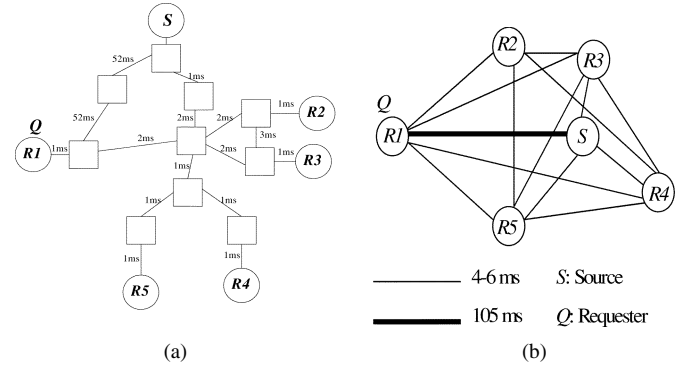 S
52ms
1ms
52ms
2ms
2ms
1ms
R2
Q
R1
1ms
2ms
3ms
2ms
1ms
R3
1ms
1ms
1ms
1ms
1ms
R5
R4
(a)
R2
R3
Q
R1
S
R4
R5
4-6 ms S: Source
105 ms Q: Requester
(b)